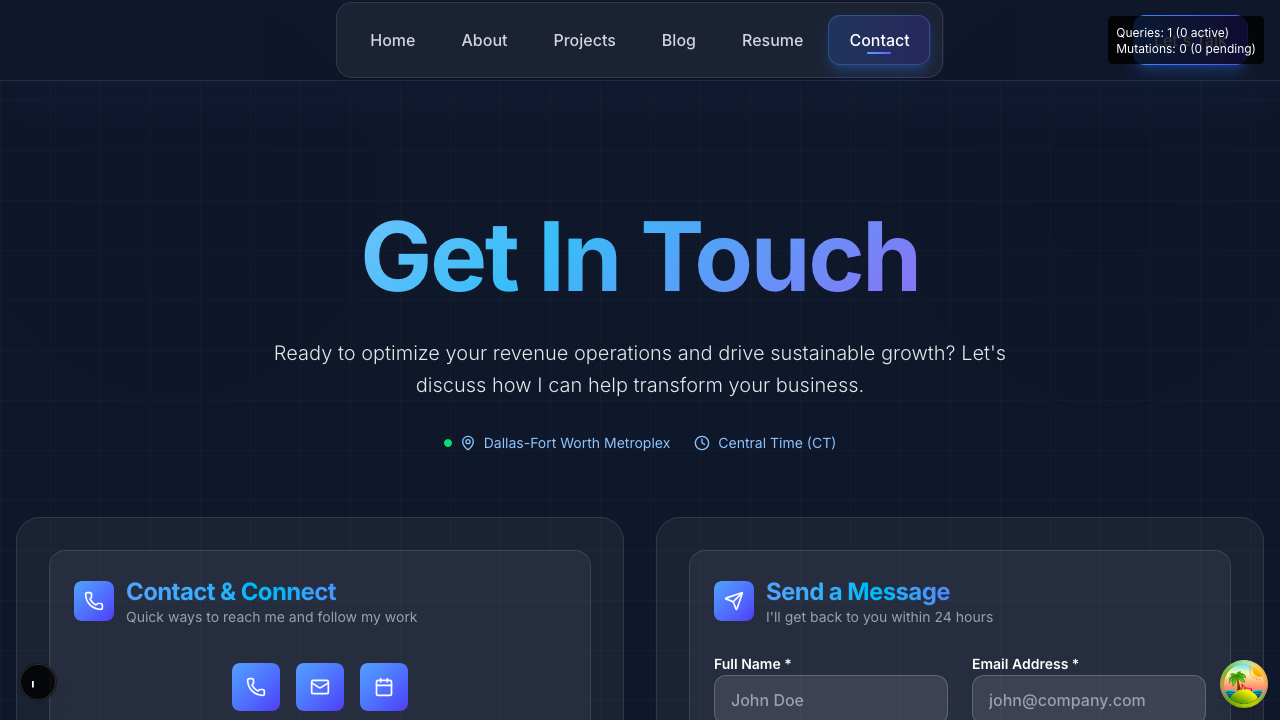 Home
About
Projects
Blog
Resume
Contact
Queries: 1 (0 active)
Mutations: 0 (0 pending)
Get In Touch
Ready to optimize your revenue operations and drive sustainable growth? Let's
discuss how I can help transform your business.
Dallas-Fort Worth Metroplex
Central Time (CT)
Contact & Connect
Quick ways to reach me and follow my work
Send a Message
I'll get back to you within 24 hours
Full Name *
Email Address *
John Doe
john@company.com